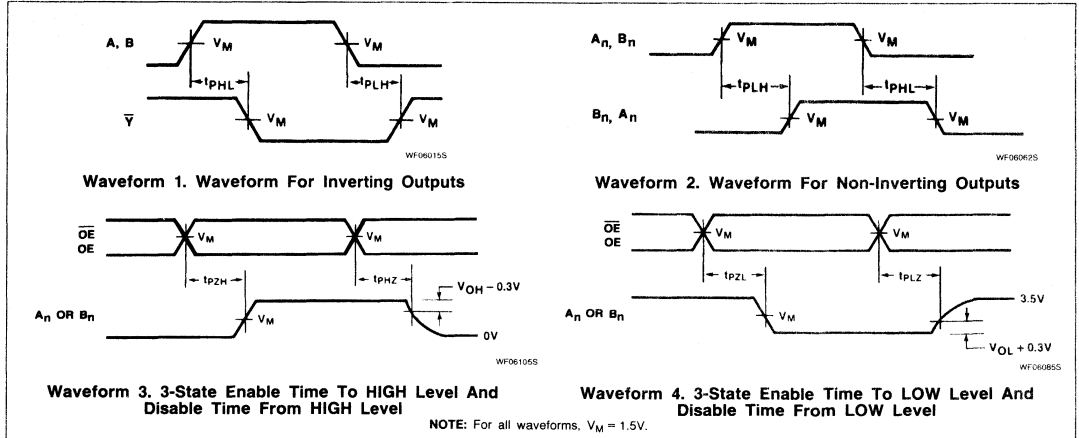 A, B
VM
VM
tPHL
tPLH
Y
VM
VM
WF06015S
Waveform 1. Waveform For Inverting Outputs
An, Bn
VM
VM
tPLH
tPHL
Bn, An
VM
VM
WF06062S
Waveform 2. Waveform For Non-Inverting Outputs
OE
OE
VM
VM
tPZH
tPHZ
VOH − 0.3V
An OR Bn
VM
0V
WF06105S
Waveform 3. 3-State Enable Time To HIGH Level And
Disable Time From HIGH Level
OE
OE
VM
VM
tPZL
tPLZ
An OR Bn
VM
3.5V
VOL + 0.3V
WF06085S
Waveform 4. 3-State Enable Time To LOW Level And
Disable Time From LOW Level
NOTE: For all waveforms, VM = 1.5V.